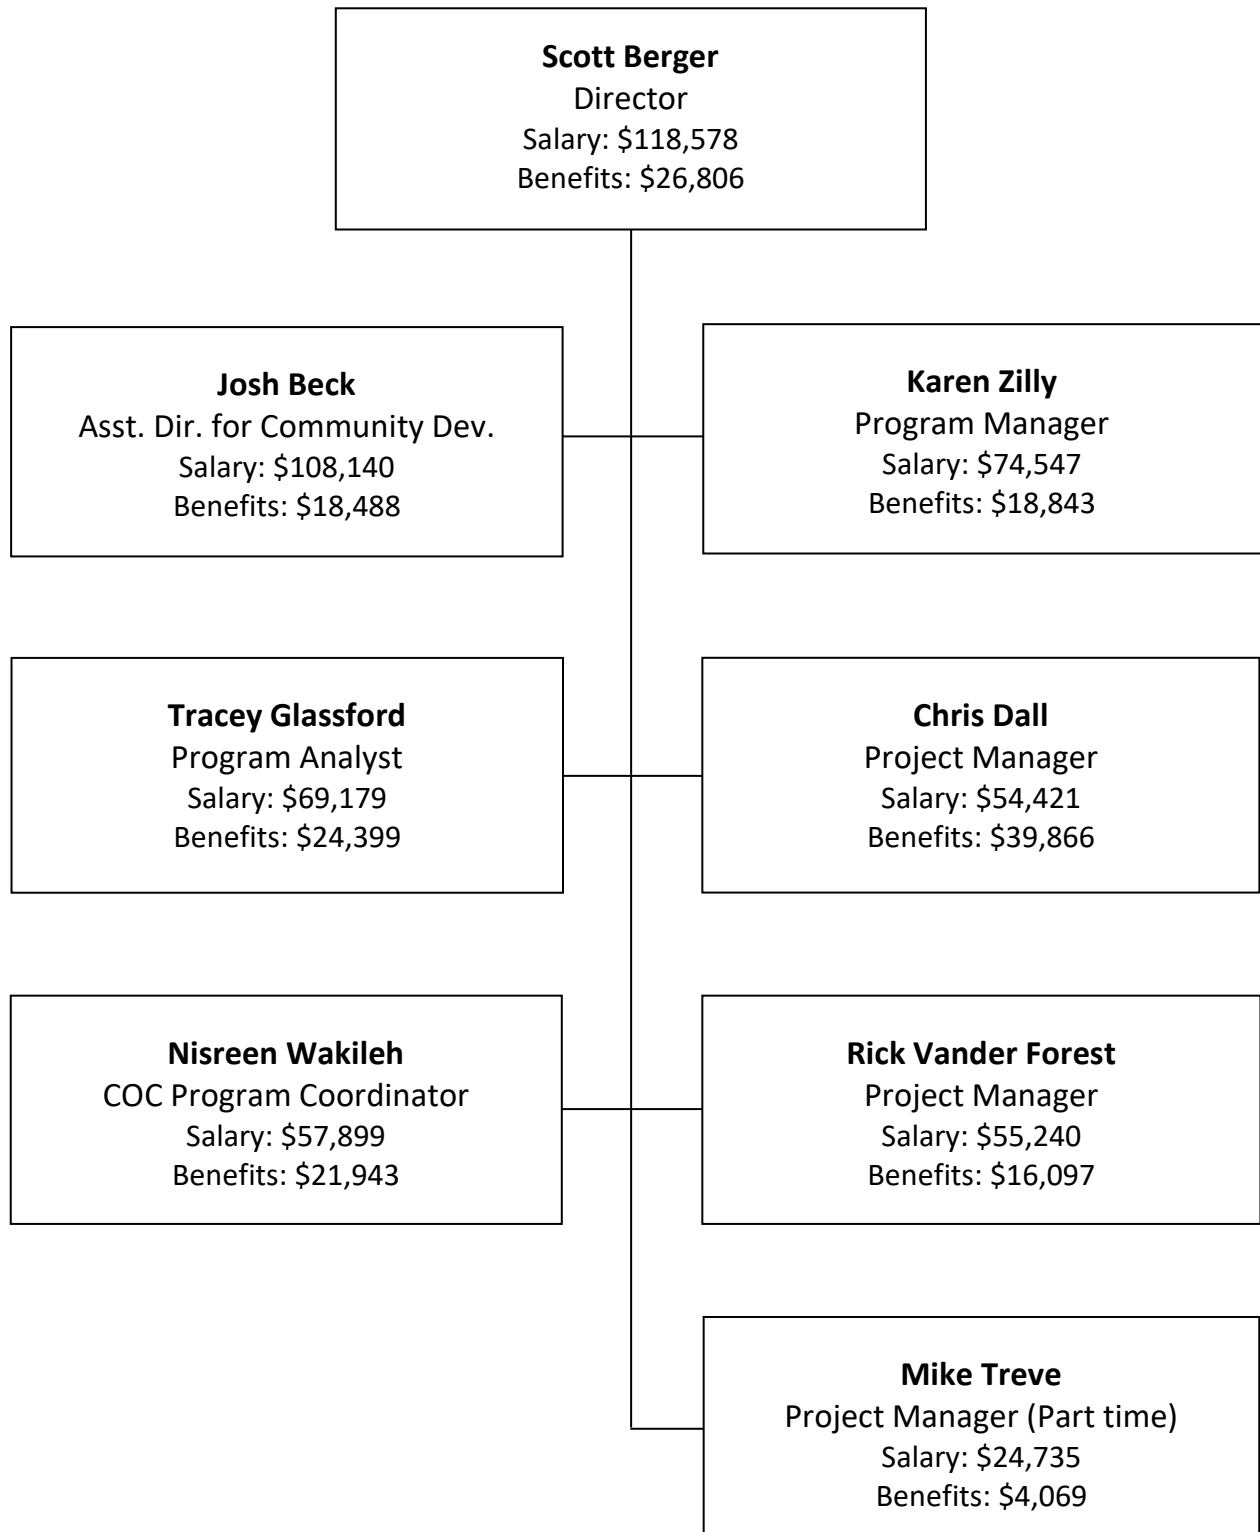 Scott Berger
Director
Salary: $118,578
Benefits: $26,806
Josh Beck
Asst. Dir. for Community Dev.
Salary: $108,140
Benefits: $18,488
Karen Zilly
Program Manager
Salary: $74,547
Benefits: $18,843
Tracey Glassford
Program Analyst
Salary: $69,179
Benefits: $24,399
Chris Dall
Project Manager
Salary: $54,421
Benefits: $39,866
Nisreen Wakileh
COC Program Coordinator
Salary: $57,899
Benefits: $21,943
Rick Vander Forest
Project Manager
Salary: $55,240
Benefits: $16,097
Mike Treve
Project Manager (Part time)
Salary: $24,735
Benefits: $4,069